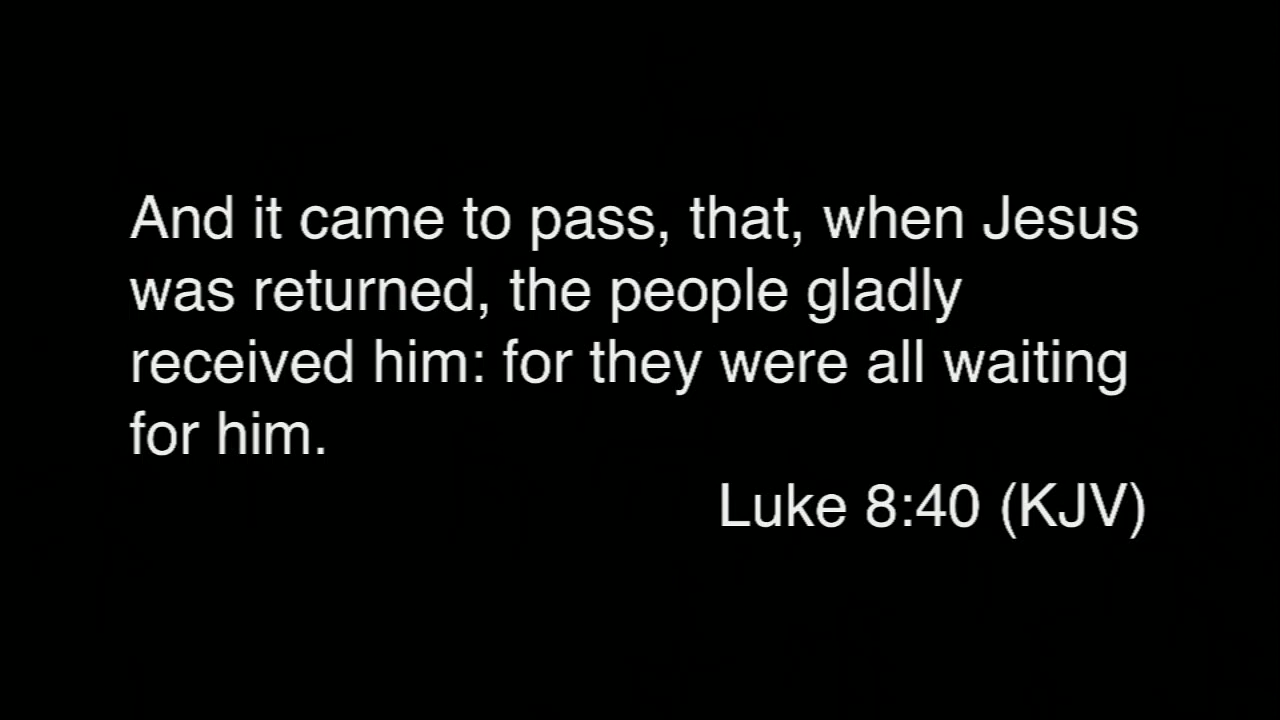 And it came to pass, that, when Jesus
was returned, the people gladly
received him: for they were all waiting
for him.
Luke 8:40 (KJV)